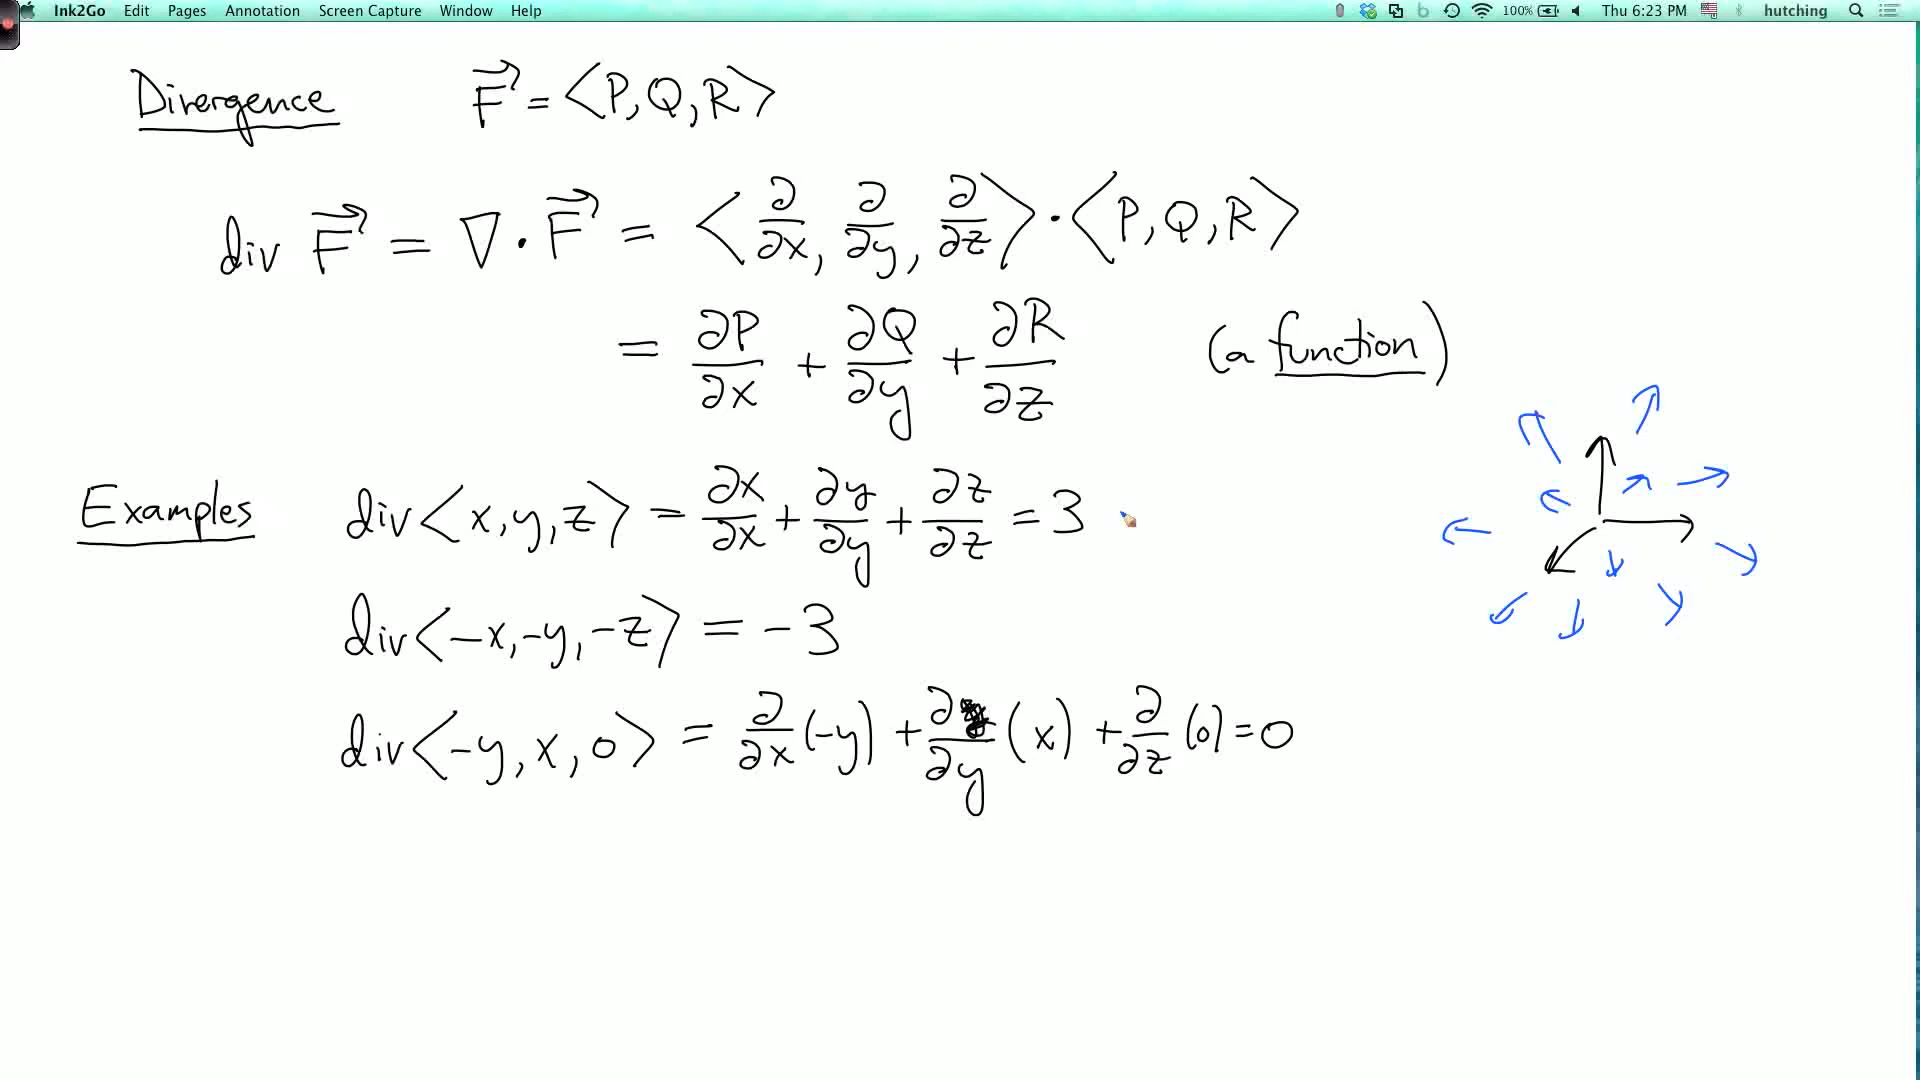 Ink2Go Edit Pages Annotation Screen Capture Window Help 100% Thu 6:23 PM hutching
Divergence F⃗ = ⟨P, Q, R⟩
div F⃗ = ∇ · F⃗ = ⟨∂/∂x, ∂/∂y, ∂/∂z⟩ · ⟨P, Q, R⟩
= ∂P/∂x + ∂Q/∂y + ∂R/∂z (a function)
Examples div⟨x, y, z⟩ = ∂x/∂x + ∂y/∂y + ∂z/∂z = 3
div⟨-x, -y, -z⟩ = -3
div⟨-y, x, 0⟩ = ∂/∂x (-y) + ∂/∂y (x) + ∂/∂z (0) = 0